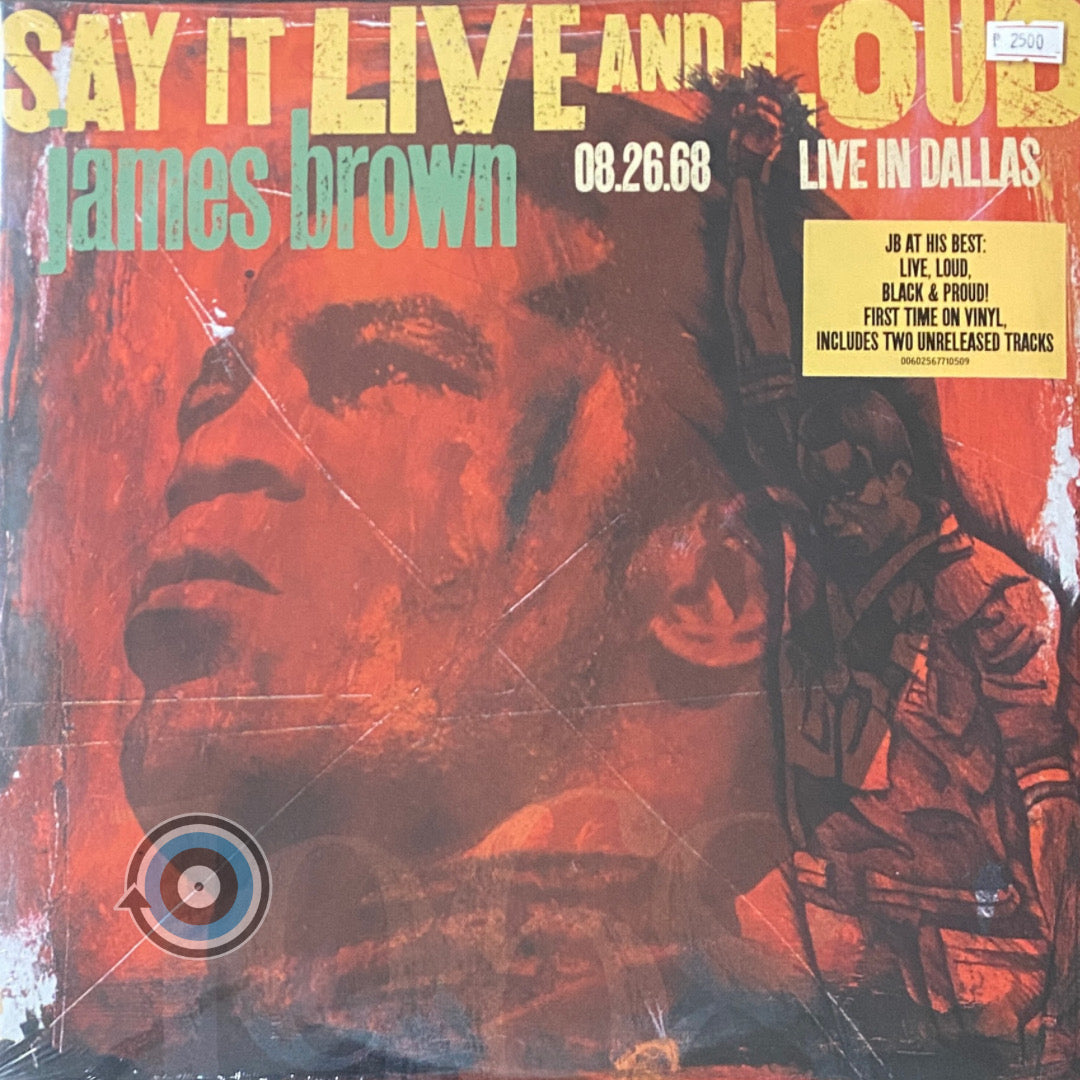 SAY IT LIVE AND LOUD
₱ 2500
james brown
08.26.68
LIVE IN DALLAS
JB AT HIS BEST:
LIVE, LOUD,
BLACK & PROUD!
FIRST TIME ON VINYL,
INCLUDES TWO UNRELEASED TRACKS
00602567710509